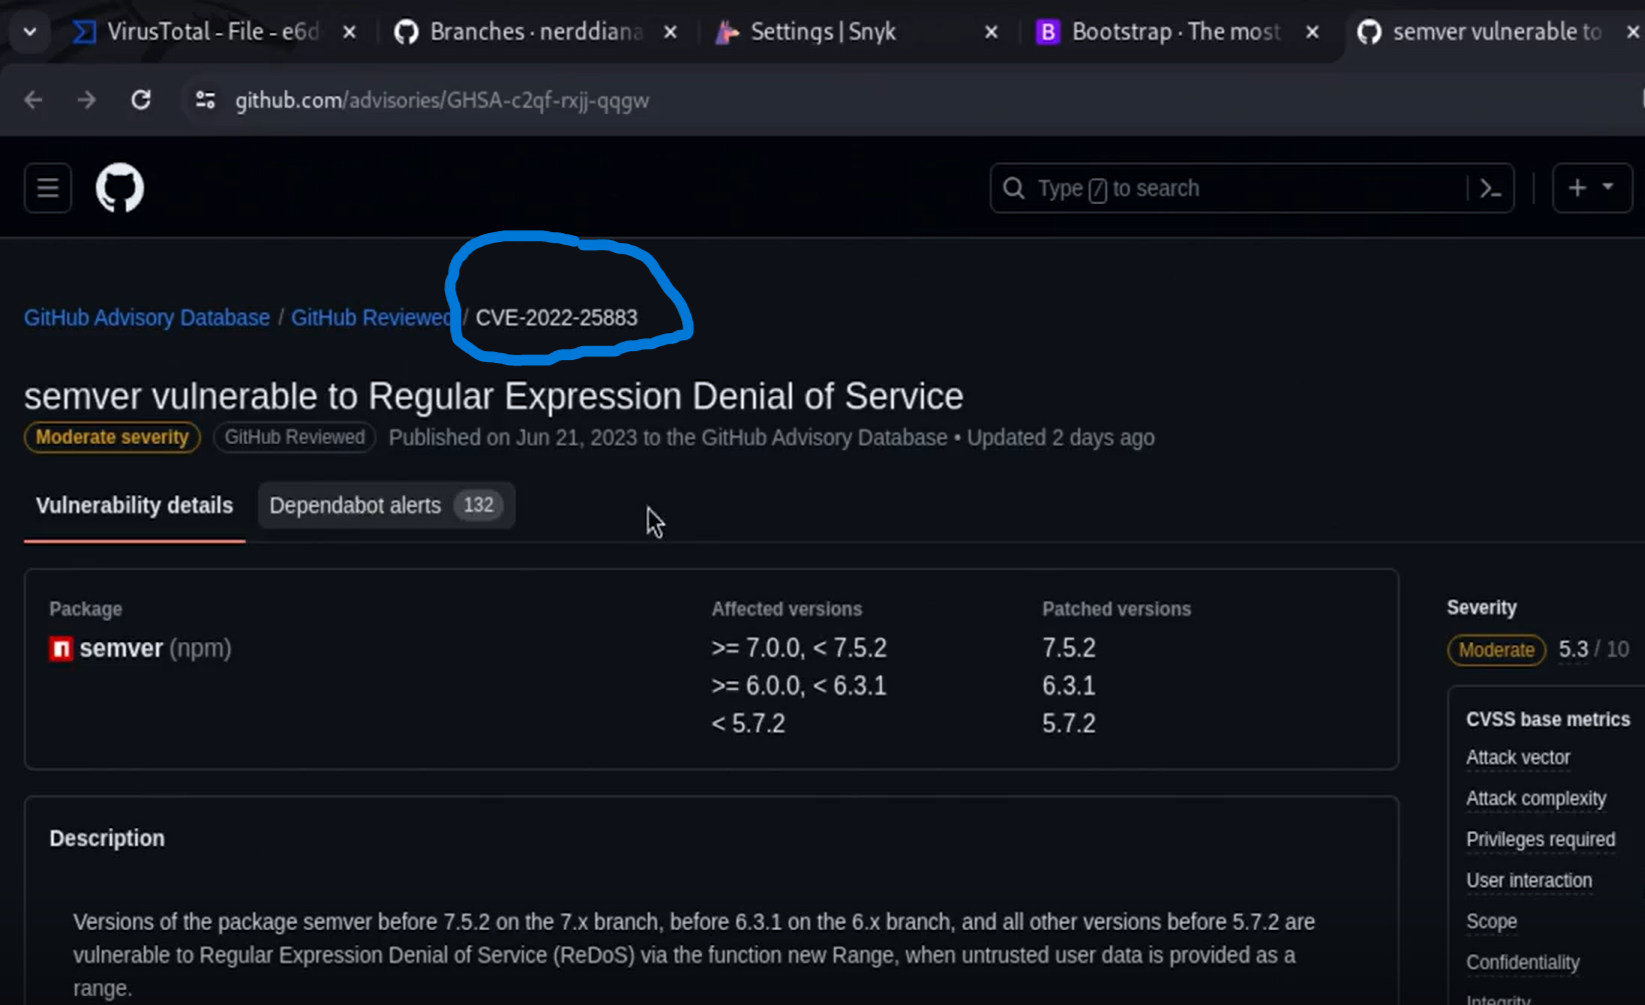 VirusTotal - File - e6d
Branches · nerddiana
Settings | Snyk
B Bootstrap · The most
semver vulnerable to
github.com/advisories/GHSA-c2qf-rxjj-qqgw
Type / to search
GitHub Advisory Database / GitHub Reviewed / CVE-2022-25883
semver vulnerable to Regular Expression Denial of Service
Moderate severity GitHub Reviewed Published on Jun 21, 2023 to the GitHub Advisory Database • Updated 2 days ago
Vulnerability details Dependabot alerts 132
Package Affected versions Patched versions
n semver (npm) >= 7.0.0, < 7.5.2 7.5.2
>= 6.0.0, < 6.3.1 6.3.1
< 5.7.2 5.7.2
Severity
Moderate 5.3 / 10
CVSS base metrics
Attack vector
Attack complexity
Privileges required
User interaction
Scope
Confidentiality
Integrity
Description
Versions of the package semver before 7.5.2 on the 7.x branch, before 6.3.1 on the 6.x branch, and all other versions before 5.7.2 are
vulnerable to Regular Expression Denial of Service (ReDoS) via the function new Range, when untrusted user data is provided as a
range.